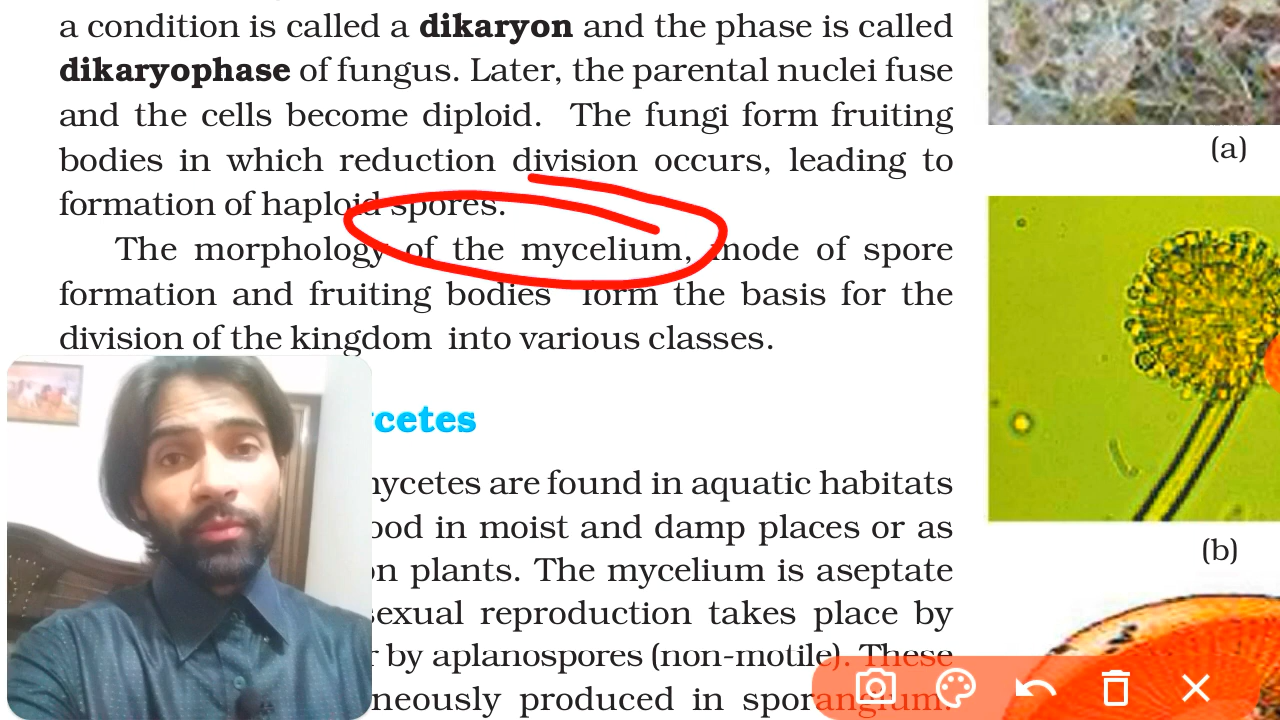 a condition is called a dikaryon and the phase is called
dikaryophase of fungus. Later, the parental nuclei fuse
and the cells become diploid. The fungi form fruiting
bodies in which reduction division occurs, leading to
formation of haploid spores.
The morphology of the mycelium, mode of spore
formation and fruiting bodies form the basis for the
division of the kingdom into various classes.
cetes
mycetes are found in aquatic habitats
ood in moist and damp places or as
on plants. The mycelium is aseptate
sexual reproduction takes place by
r by aplanospores (non-motile). These
neously produced in sporangium.
(a)
(b)